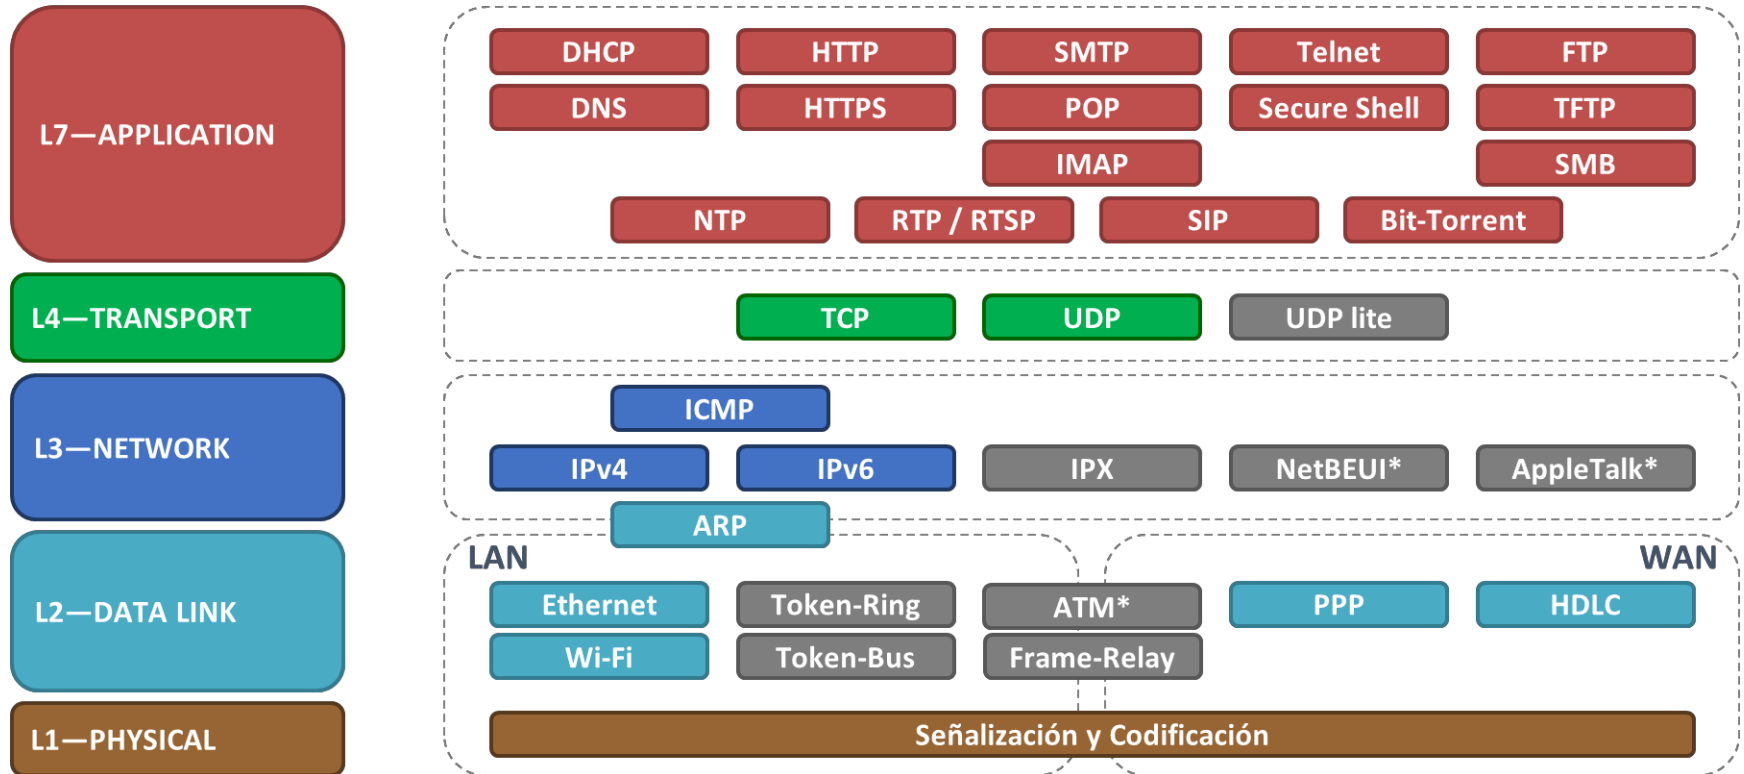 L7—APPLICATION
DHCP HTTP SMTP Telnet FTP
DNS HTTPS POP Secure Shell TFTP
IMAP SMB
NTP RTP / RTSP SIP Bit-Torrent
L4—TRANSPORT
TCP UDP UDP lite
L3—NETWORK
ICMP
IPv4 IPv6 IPX NetBEUI* AppleTalk*
ARP
L2—DATA LINK
LAN WAN
Ethernet Token-Ring ATM* PPP HDLC
Wi-Fi Token-Bus Frame-Relay
L1—PHYSICAL
Señalización y Codificación